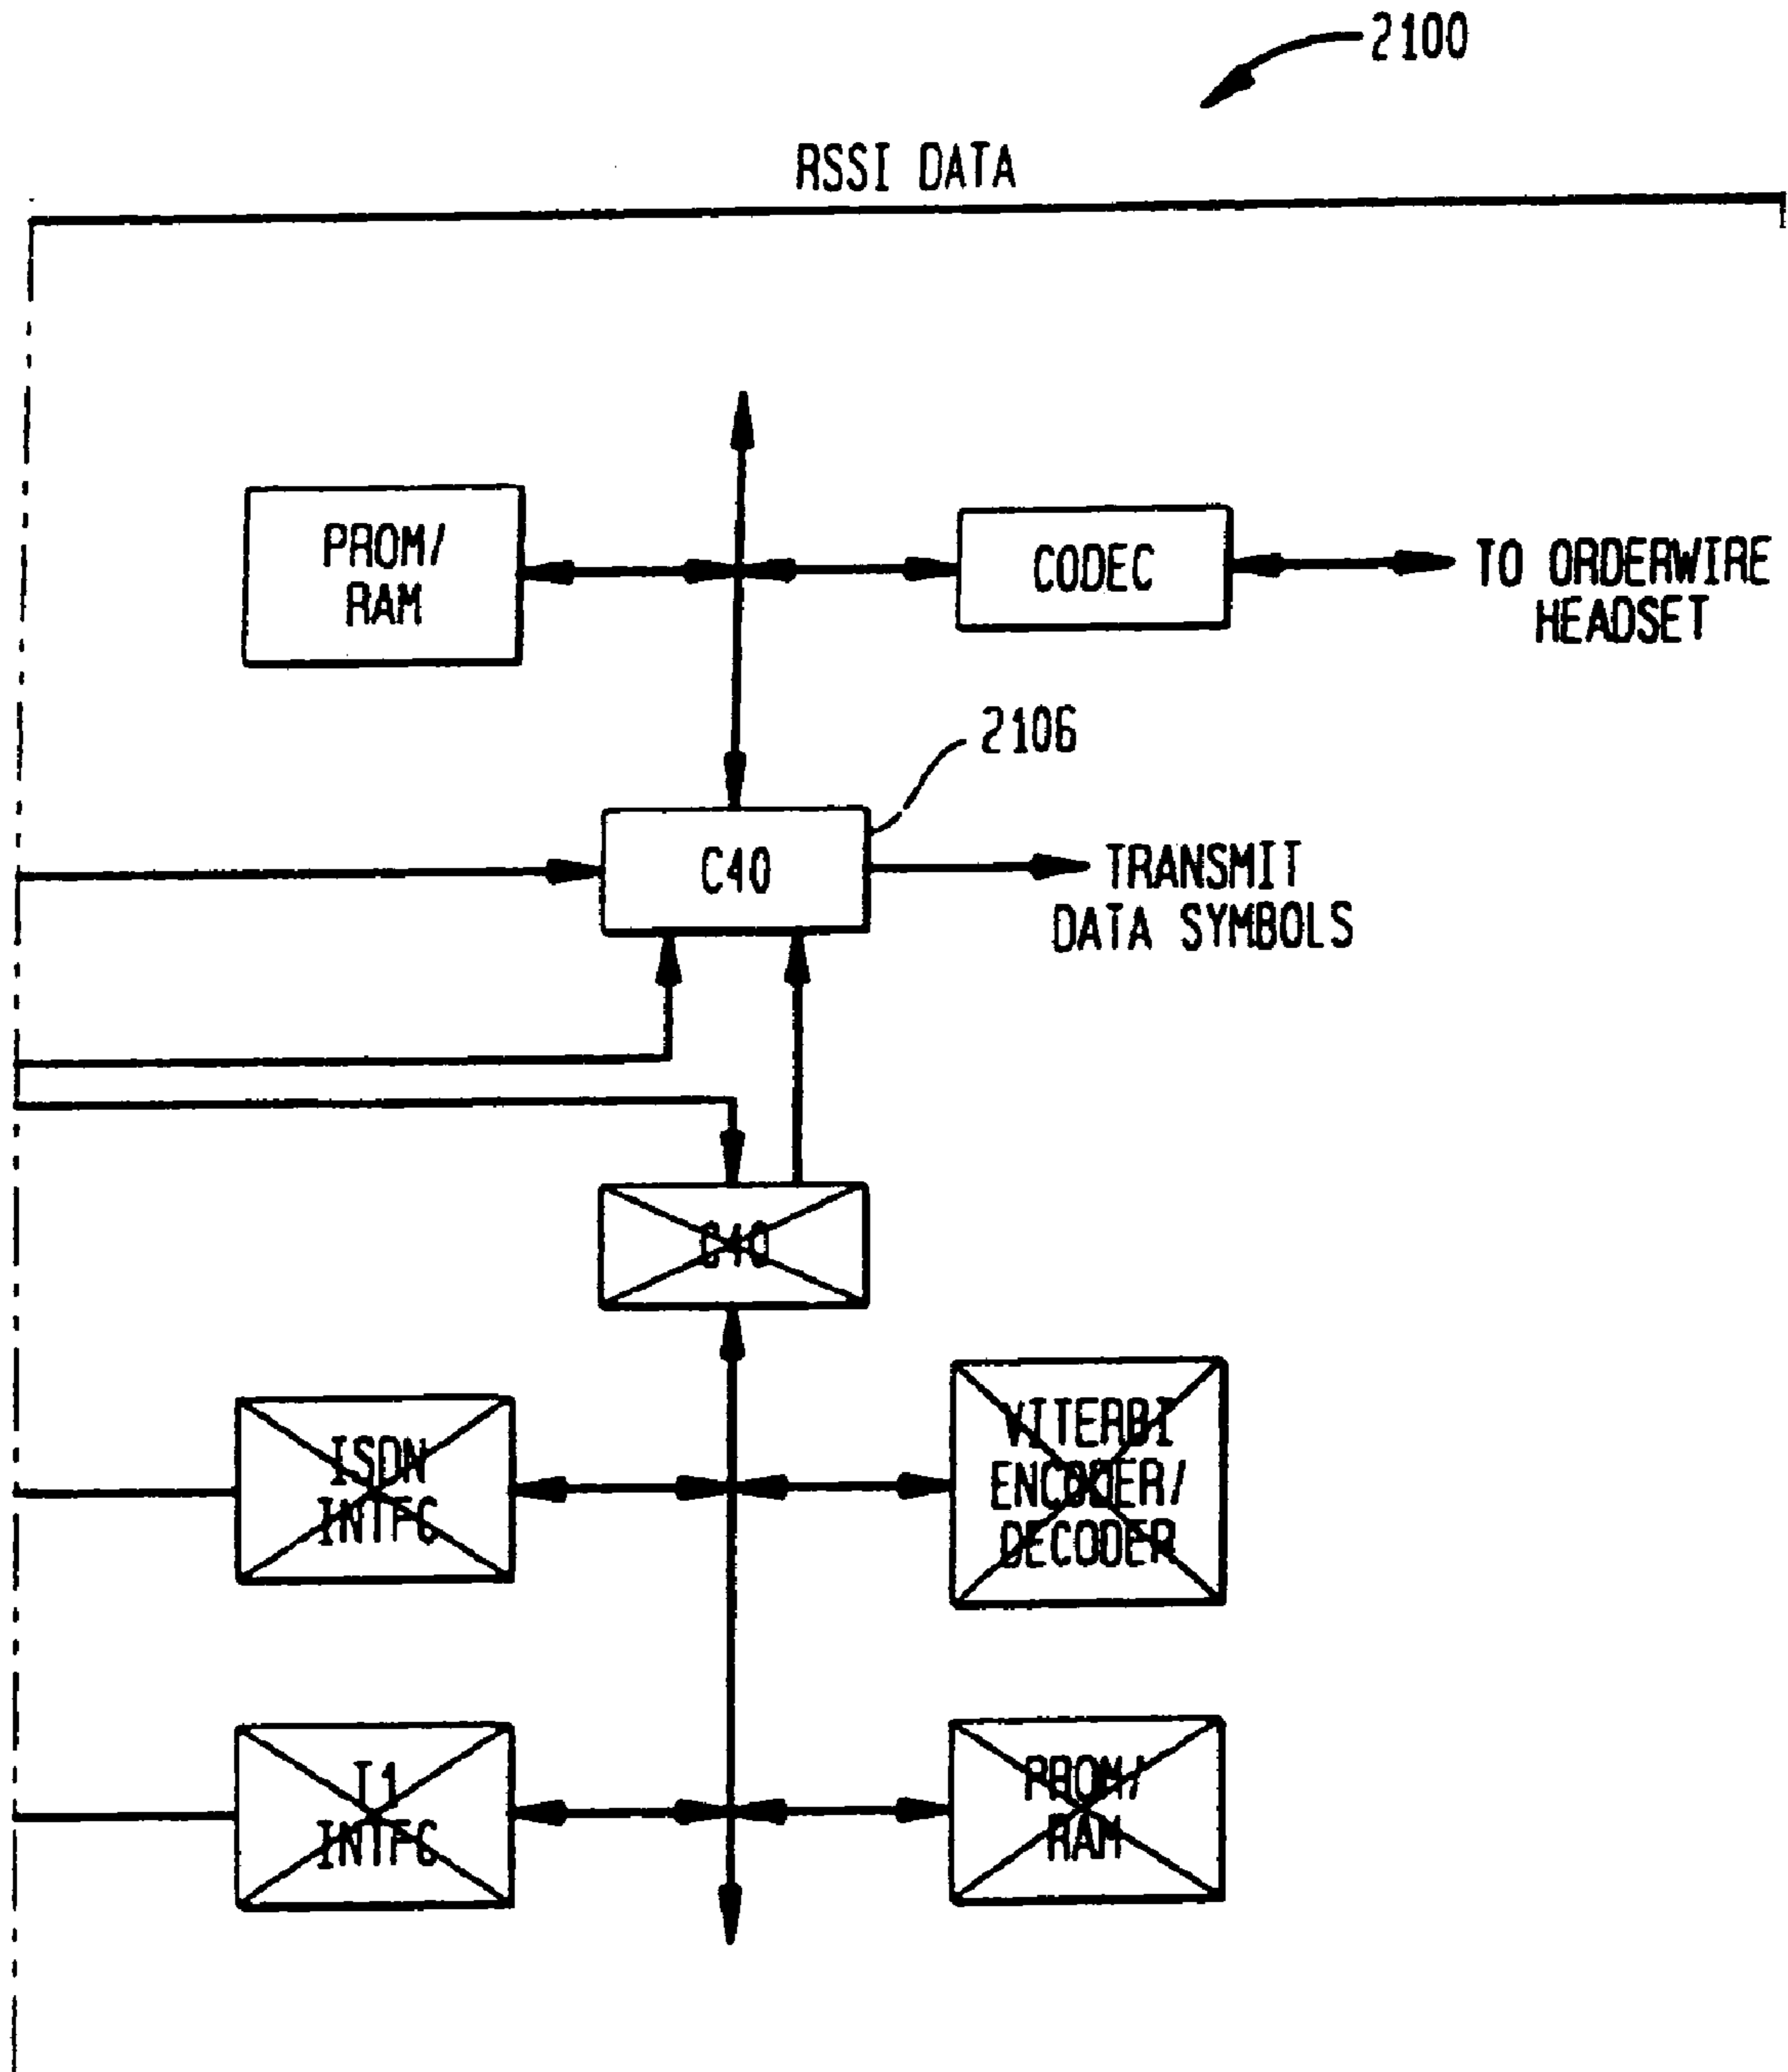 2100
RSSI DATA
PROM/
RAM
CODEC
TO ORDERWIRE
HEADSET
2106
C40
TRANSMIT
DATA SYMBOLS
C40
ISDN
INTFC
VITERBI
ENCODER/
DECODER
T1
INTFC
PROM/
RAM